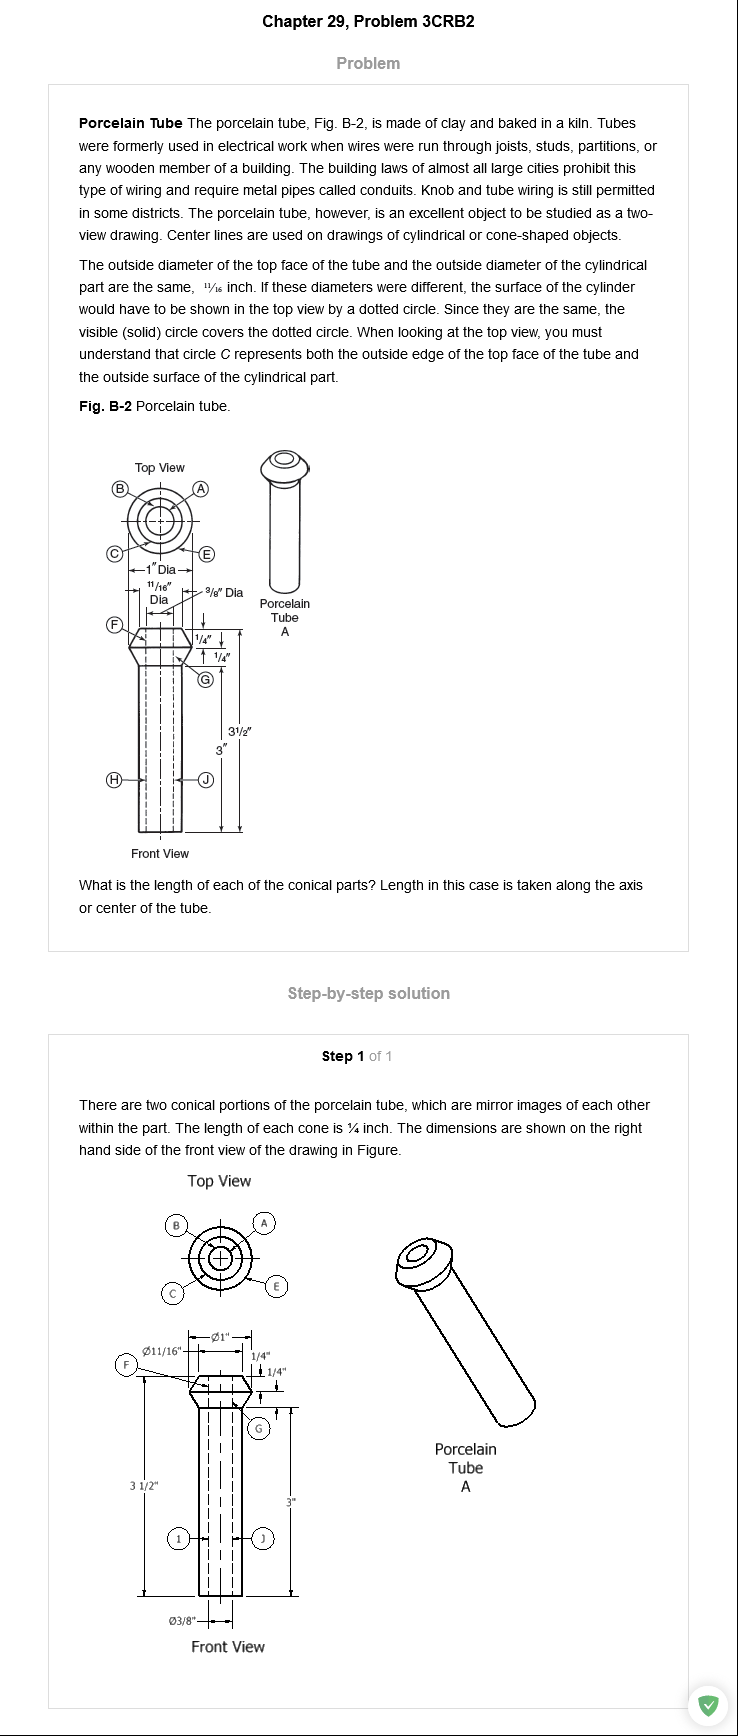 Chapter 29, Problem 3CRB2
Problem
Porcelain Tube The porcelain tube, Fig. B-2, is made of clay and baked in a kiln. Tubes
were formerly used in electrical work when wires were run through joists, studs, partitions, or
any wooden member of a building. The building laws of almost all large cities prohibit this
type of wiring and require metal pipes called conduits. Knob and tube wiring is still permitted
in some districts. The porcelain tube, however, is an excellent object to be studied as a two-
view drawing. Center lines are used on drawings of cylindrical or cone-shaped objects.
The outside diameter of the top face of the tube and the outside diameter of the cylindrical
part are the same, 11/16 inch. If these diameters were different, the surface of the cylinder
would have to be shown in the top view by a dotted circle. Since they are the same, the
visible (solid) circle covers the dotted circle. When looking at the top view, you must
understand that circle C represents both the outside edge of the top face of the tube and
the outside surface of the cylindrical part.
Fig. B-2 Porcelain tube.
Top View
B
A
C
E
1" Dia
11/16"
Dia
3/8" Dia
Porcelain
Tube
A
F
1/4"
1/4"
G
3 1/2"
3"
H
J
Front View
What is the length of each of the conical parts? Length in this case is taken along the axis
or center of the tube.
Step-by-step solution
Step 1 of 1
There are two conical portions of the porcelain tube, which are mirror images of each other
within the part. The length of each cone is ¼ inch. The dimensions are shown on the right
hand side of the front view of the drawing in Figure.
Top View
B
A
C
E
Ø1"
Ø11/16"
1/4"
F
1/4"
G
Porcelain
Tube
A
3 1/2"
3"
1
J
Ø3/8"
Front View